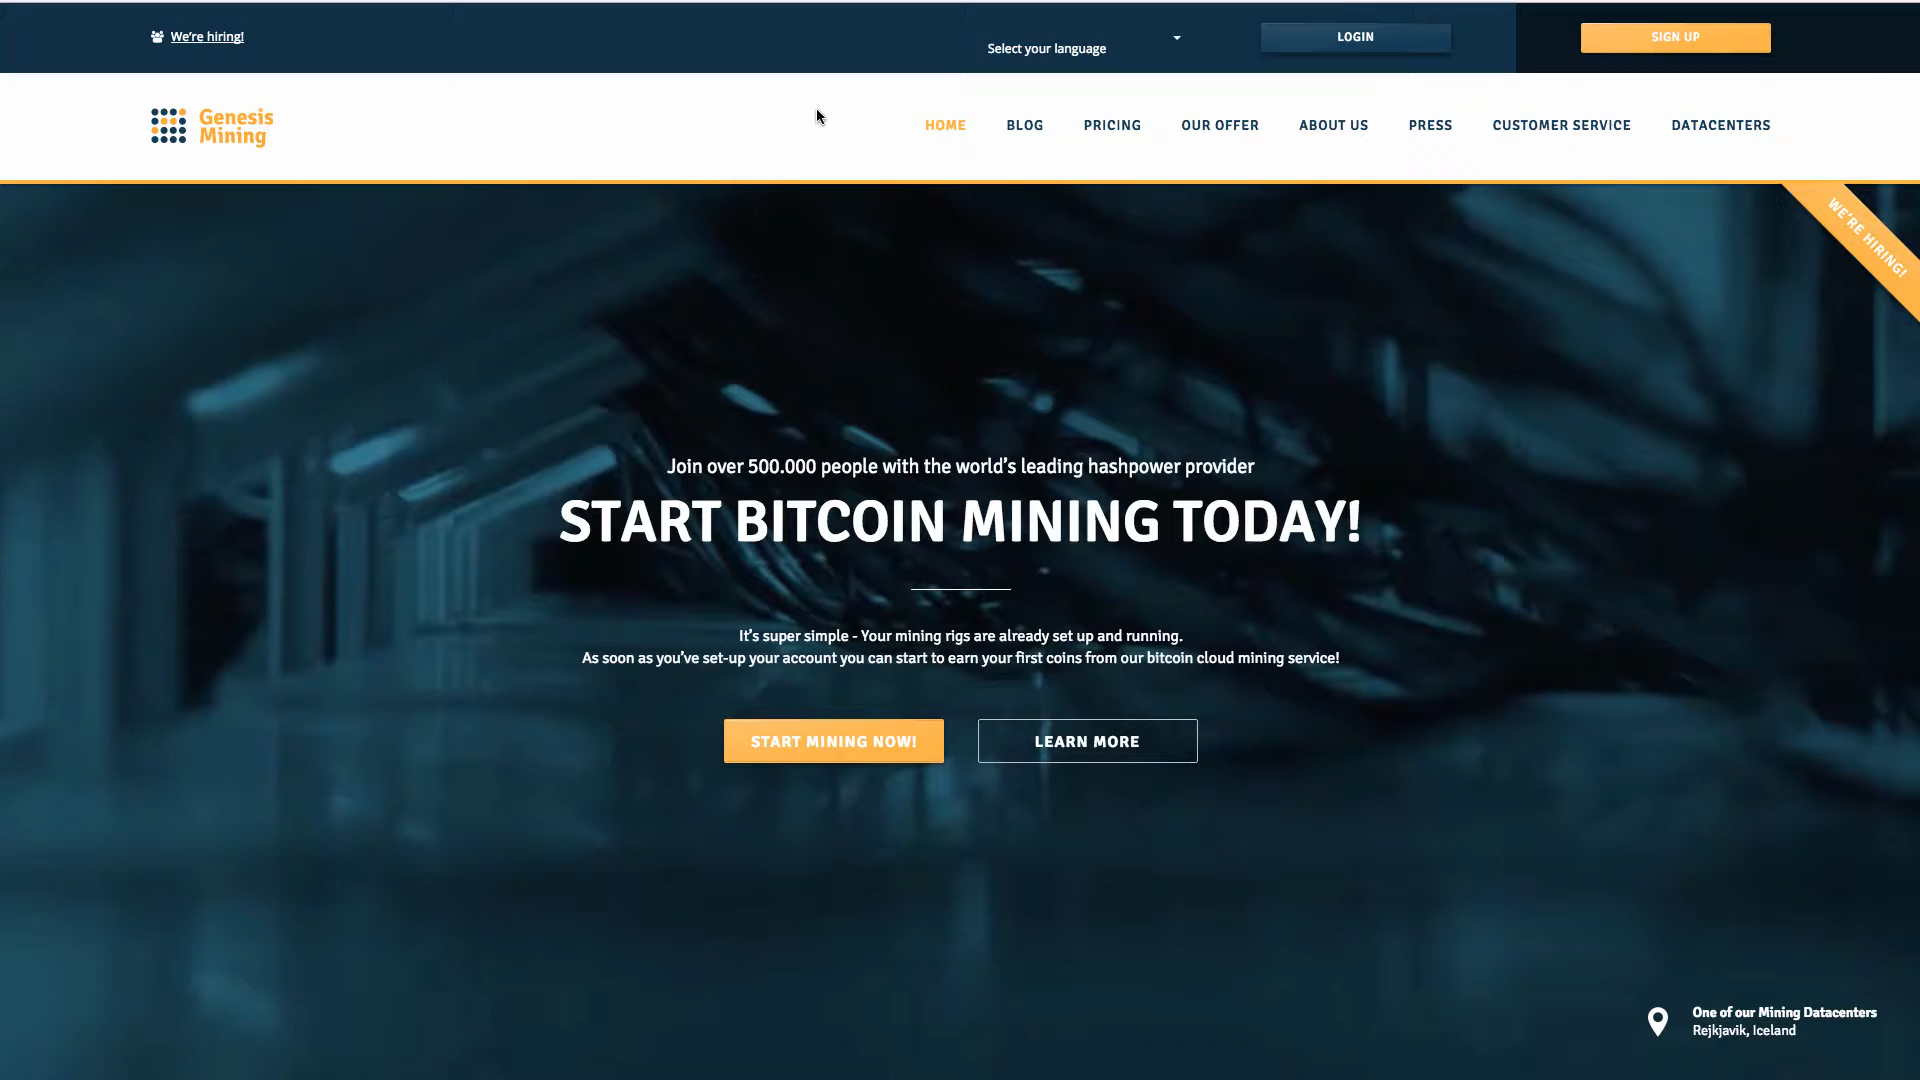 We're hiring!
Select your language
LOGIN
SIGN UP
Genesis
Mining
HOME
BLOG
PRICING
OUR OFFER
ABOUT US
PRESS
CUSTOMER SERVICE
DATACENTERS
WE'RE HIRING!
Join over 500.000 people with the world's leading hashpower provider
START BITCOIN MINING TODAY!
It's super simple - Your mining rigs are already set up and running.
As soon as you've set-up your account you can start to earn your first coins from our bitcoin cloud mining service!
START MINING NOW!
LEARN MORE
One of our Mining Datacenters
Rejkjavik, Iceland